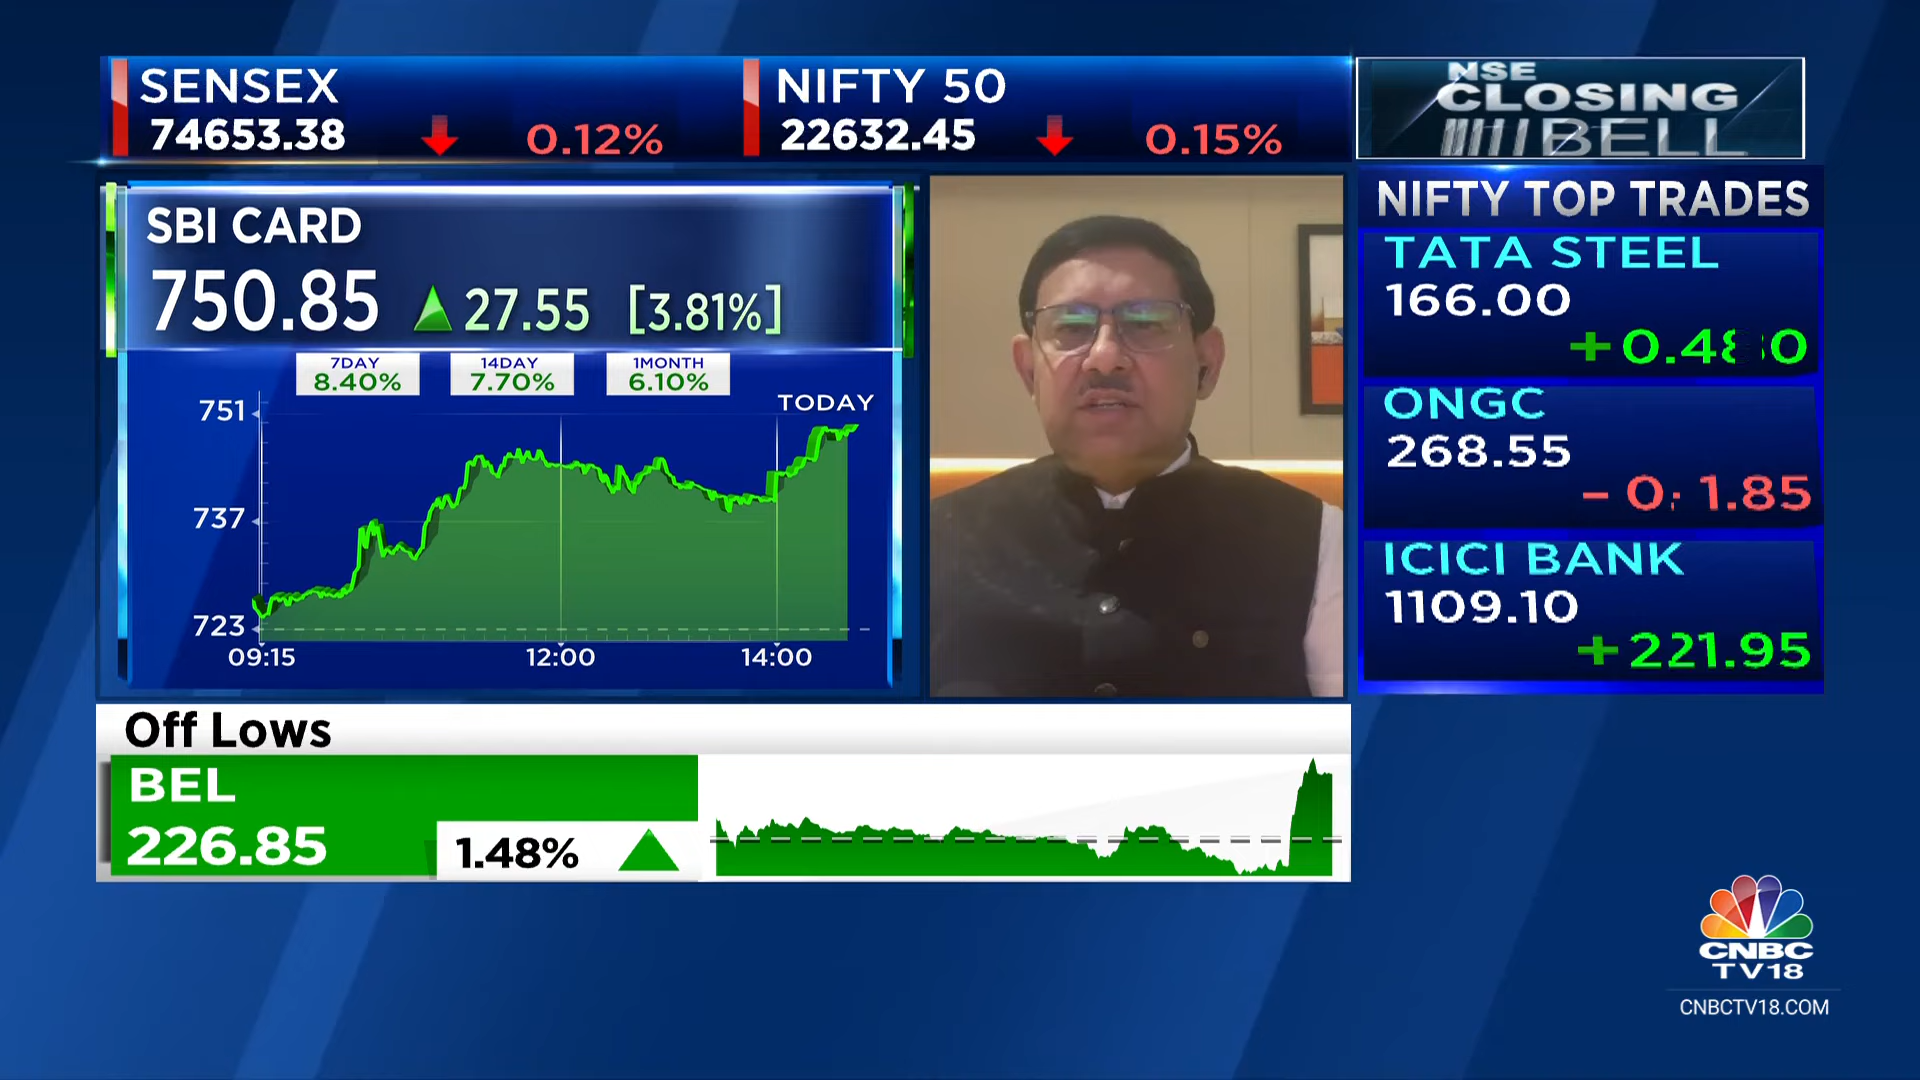 SENSEX
74653.38 0.12%
NIFTY 50
22632.45 0.15%
NSE
CLOSING
BELL
SBI CARD
750.85 27.55 [3.81%]
7DAY
8.40%
14DAY
7.70%
1MONTH
6.10%
TODAY
751
737
723
09:15 12:00 14:00
NIFTY TOP TRADES
TATA STEEL
166.00
ONGC
268.55
ICICI BANK
1109.10
Off Lows
BEL
226.85
1.48%
CNBC
TV18
CNBCTV18.COM